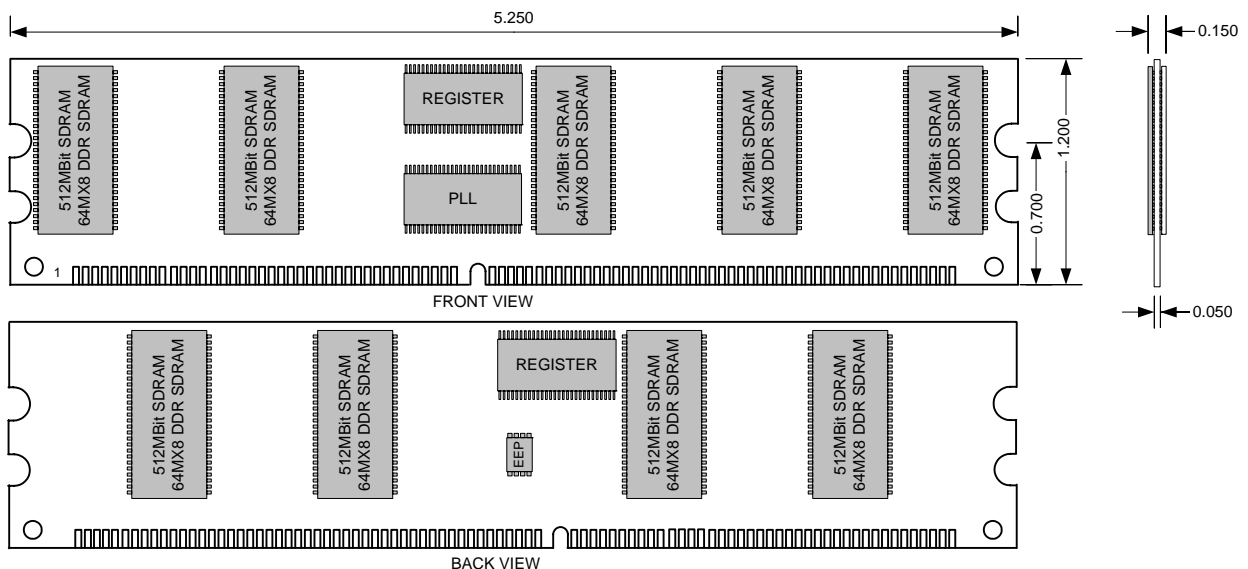 5.250
0.150
512MBit SDRAM
64MX8 DDR SDRAM
512MBit SDRAM
64MX8 DDR SDRAM
REGISTER
PLL
512MBit SDRAM
64MX8 DDR SDRAM
512MBit SDRAM
64MX8 DDR SDRAM
512MBit SDRAM
64MX8 DDR SDRAM
1.200
0.700
1
FRONT VIEW
0.050
512MBit SDRAM
64MX8 DDR SDRAM
512MBit SDRAM
64MX8 DDR SDRAM
REGISTER
EEP
512MBit SDRAM
64MX8 DDR SDRAM
512MBit SDRAM
64MX8 DDR SDRAM
BACK VIEW